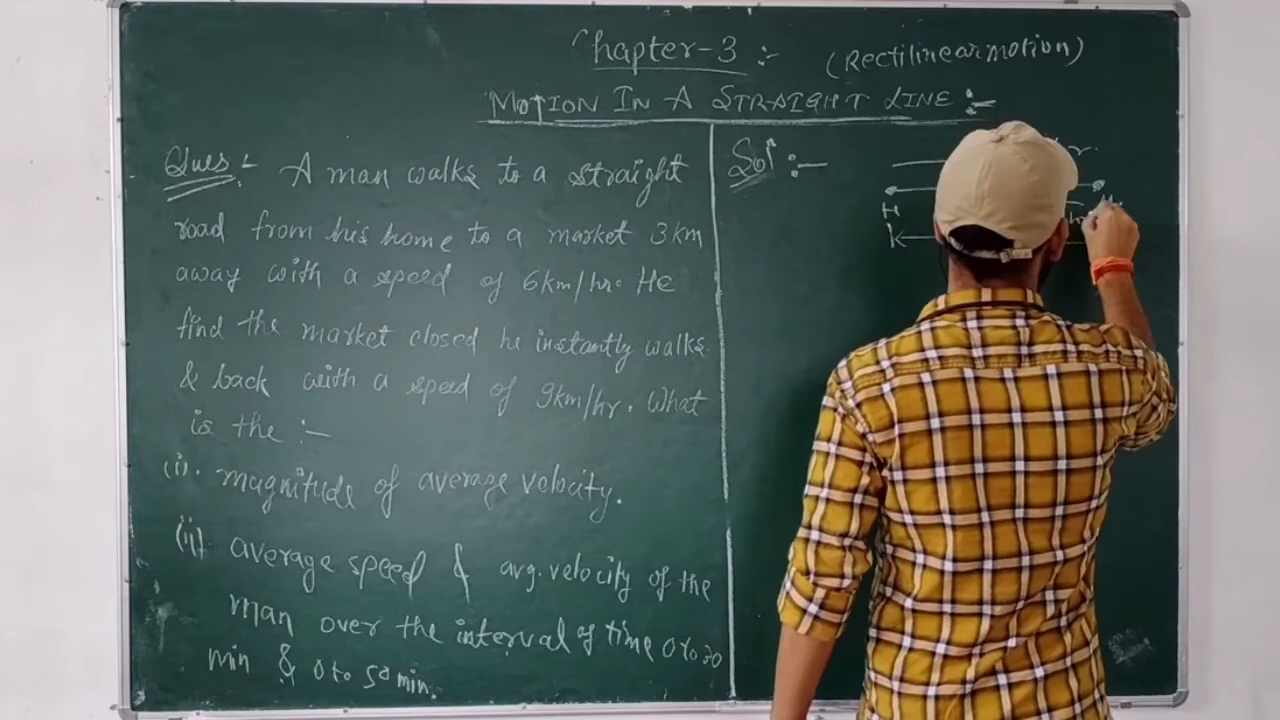 Chapter-3 :-
(Rectilinear motion)
MOTION IN A STRAIGHT LINE :-
Ques:- A man walks to a straight
road from his home to a market 3km
away with a speed of 6km/hr. He
find the market closed he instantly walks
& back with a speed of 9km/hr. What
is the :-
(i). magnitude of average velocity.
(ii). average speed & avg. velocity of the
man over the interval of time 0 to 30
min & 0 to 50 min.
Sol :-
H